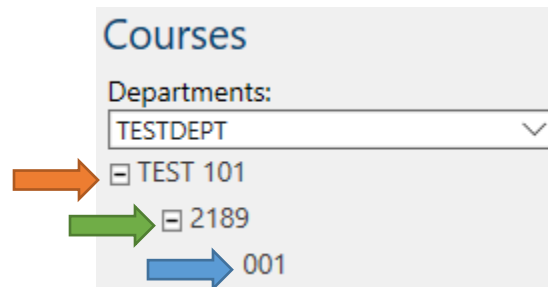 Courses
Departments:
TESTDEPT
TEST 101
2189
001